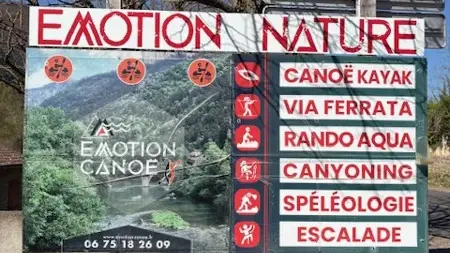 EMOTION NATURE
CANOË KAYAK
VIA FERRATA
RANDO AQUA
CANYONING
SPÉLÉOLOGIE
ESCALADE
EMOTION
CANOË
06 75 18 26 09